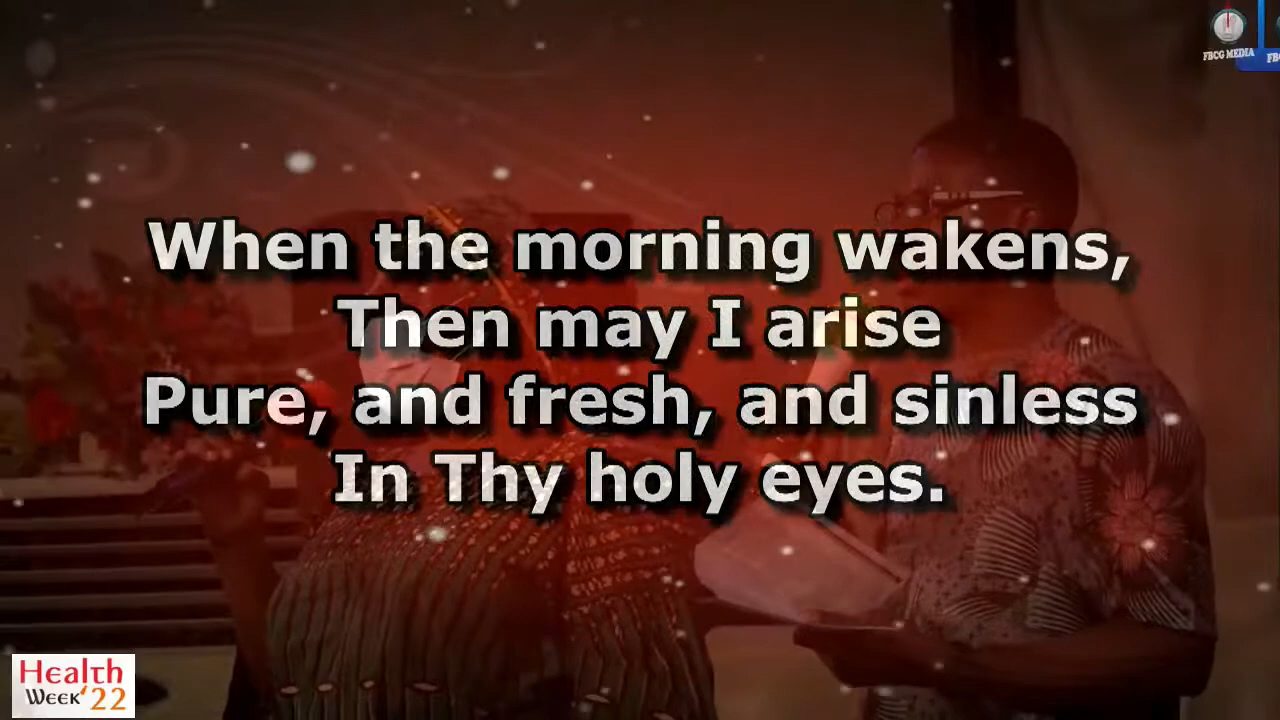 FBCG MEDIA
FBC
When the morning wakens,
Then may I arise
Pure, and fresh, and sinless
In Thy holy eyes.
Health
Week'22